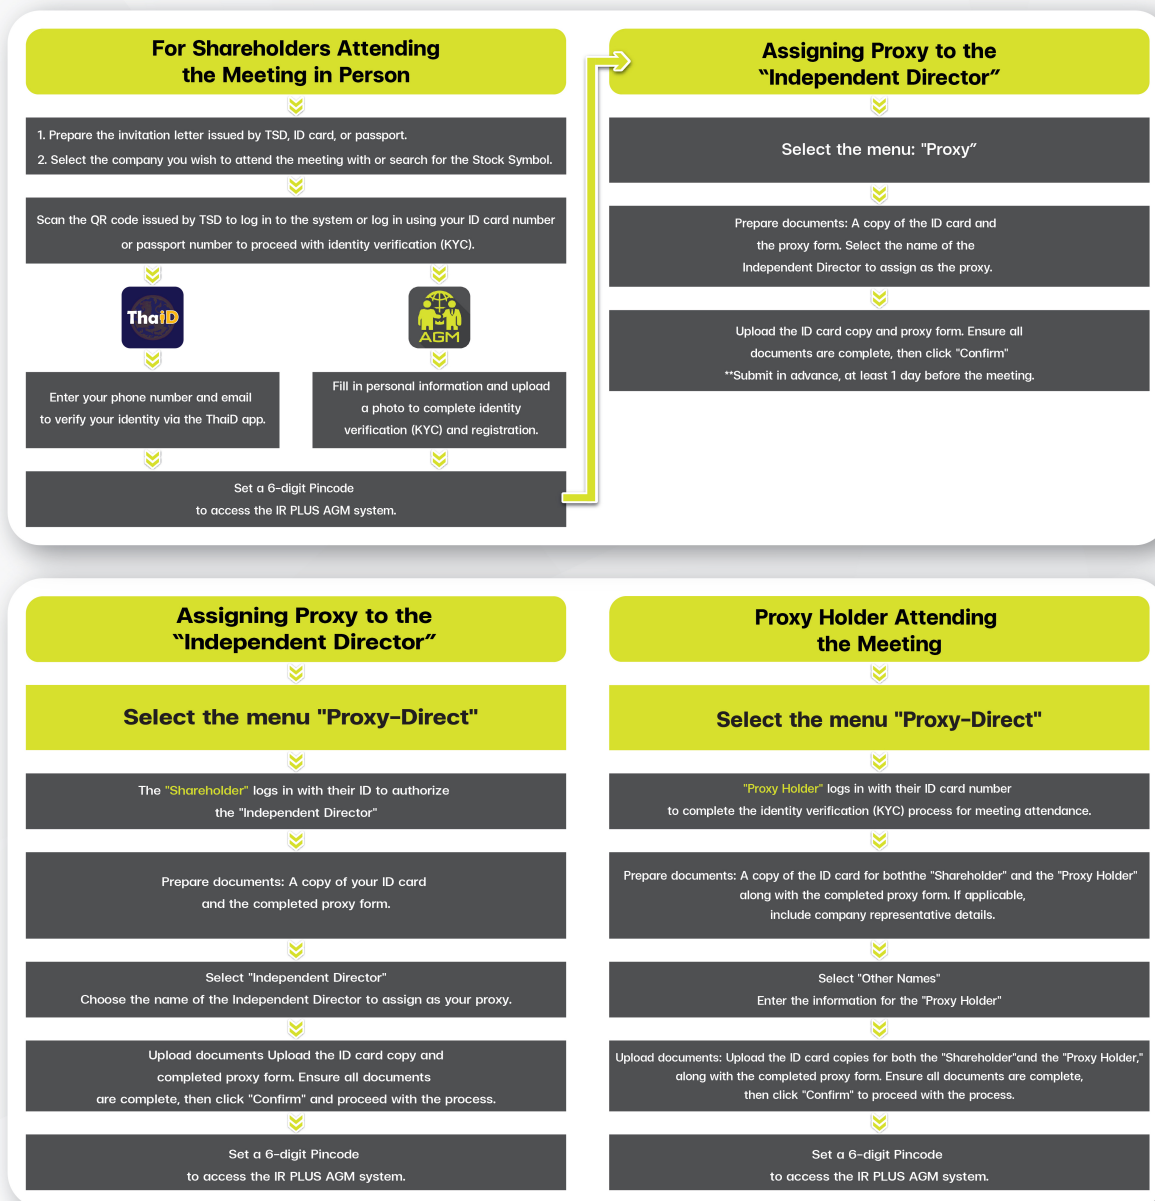 For Shareholders Attending
the Meeting in Person
1. Prepare the invitation letter issued by TSD, ID card, or passport.
2. Select the company you wish to attend the meeting with or search for the Stock Symbol.
Scan the QR code issued by TSD to log in to the system or log in using your ID card number
or passport number to proceed with identity verification (KYC).
ThaiD
AGM
Enter your phone number and email
to verify your identity via the ThaiD app.
Fill in personal information and upload
a photo to complete identity
verification (KYC) and registration.
Set a 6-digit Pincode
to access the IR PLUS AGM system.
Assigning Proxy to the
“Independent Director”
Select the menu: "Proxy”
Prepare documents: A copy of the ID card and
the proxy form. Select the name of the
Independent Director to assign as the proxy.
Upload the ID card copy and proxy form. Ensure all
documents are complete, then click "Confirm"
**Submit in advance, at least 1 day before the meeting.
Assigning Proxy to the
“Independent Director”
Select the menu "Proxy-Direct"
The "Shareholder" logs in with their ID to authorize
the "Independent Director"
Prepare documents: A copy of your ID card
and the completed proxy form.
Select "Independent Director"
Choose the name of the Independent Director to assign as your proxy.
Upload documents Upload the ID card copy and
completed proxy form. Ensure all documents
are complete, then click "Confirm" and proceed with the process.
Set a 6-digit Pincode
to access the IR PLUS AGM system.
Proxy Holder Attending
the Meeting
Select the menu "Proxy-Direct"
"Proxy Holder" logs in with their ID card number
to complete the identity verification (KYC) process for meeting attendance.
Prepare documents: A copy of the ID card for boththe "Shareholder" and the "Proxy Holder"
along with the completed proxy form. If applicable,
include company representative details.
Select "Other Names"
Enter the information for the "Proxy Holder"
Upload documents: Upload the ID card copies for both the "Shareholder"and the "Proxy Holder,"
along with the completed proxy form. Ensure all documents are complete,
then click "Confirm" to proceed with the process.
Set a 6-digit Pincode
to access the IR PLUS AGM system.